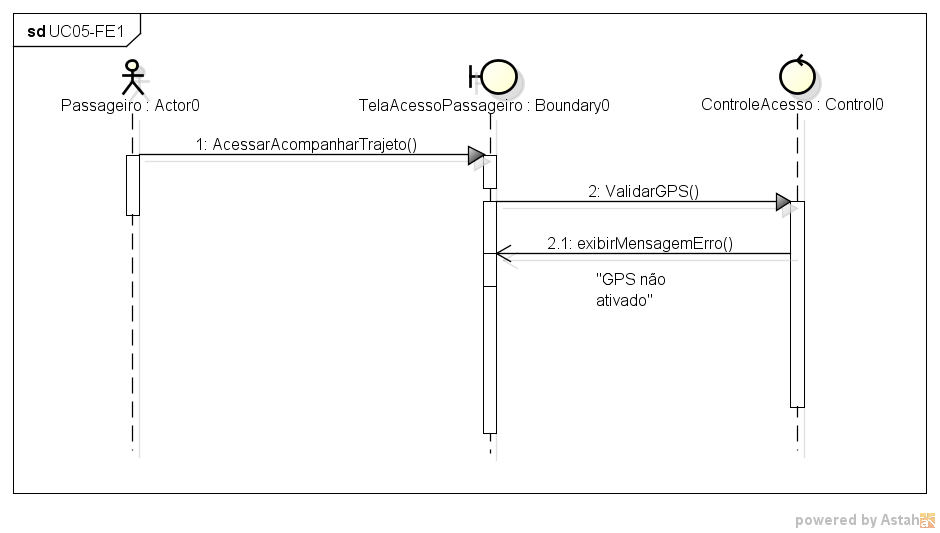 sd UC05-FE1
Passageiro : Actor0
TelaAcessoPassageiro : Boundary0
ControleAcesso : Control0
1: AcessarAcompanharTrajeto()
2: ValidarGPS()
2.1: exibirMensagemErro()
"GPS não
ativado"
powered by Astah